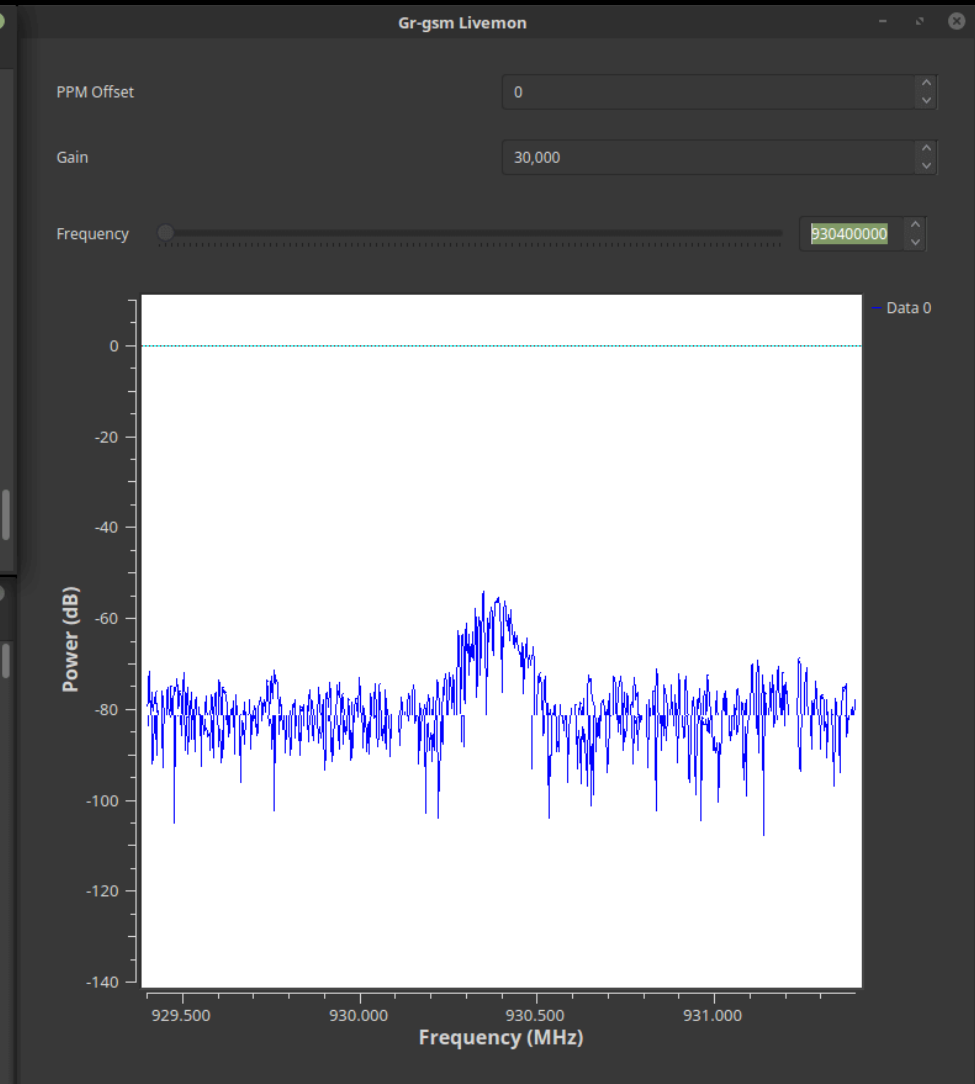 Gr-gsm Livemon
PPM Offset
0
Gain
30,000
Frequency
930400000
Data 0
0
-20
-40
-60
-80
-100
-120
-140
Power (dB)
929.500
930.000
930.500
931.000
Frequency (MHz)